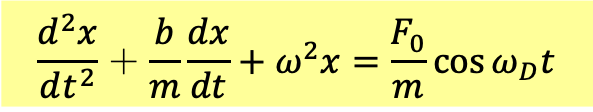 d²x/dt² + b/m dx/dt + ω²x = F₀/m cos ω_D t